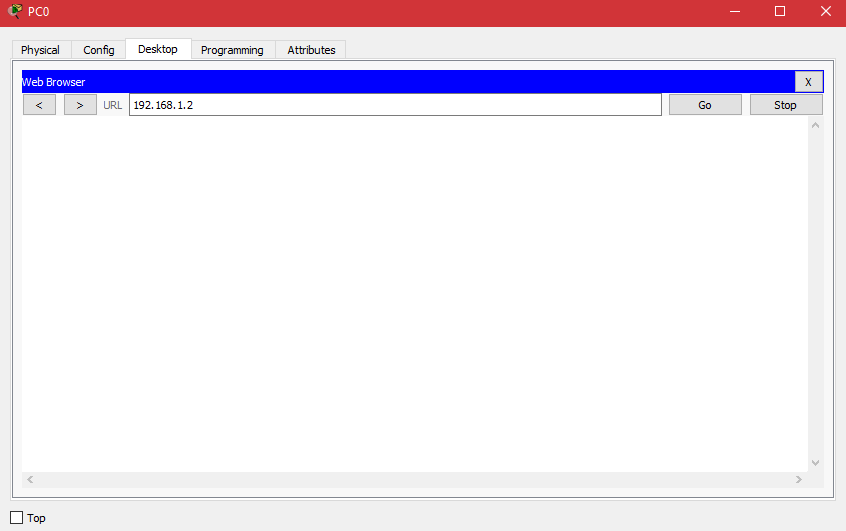 PC0
Physical Config Desktop Programming Attributes
Web Browser X
< > URL 192.168.1.2 Go Stop
Top